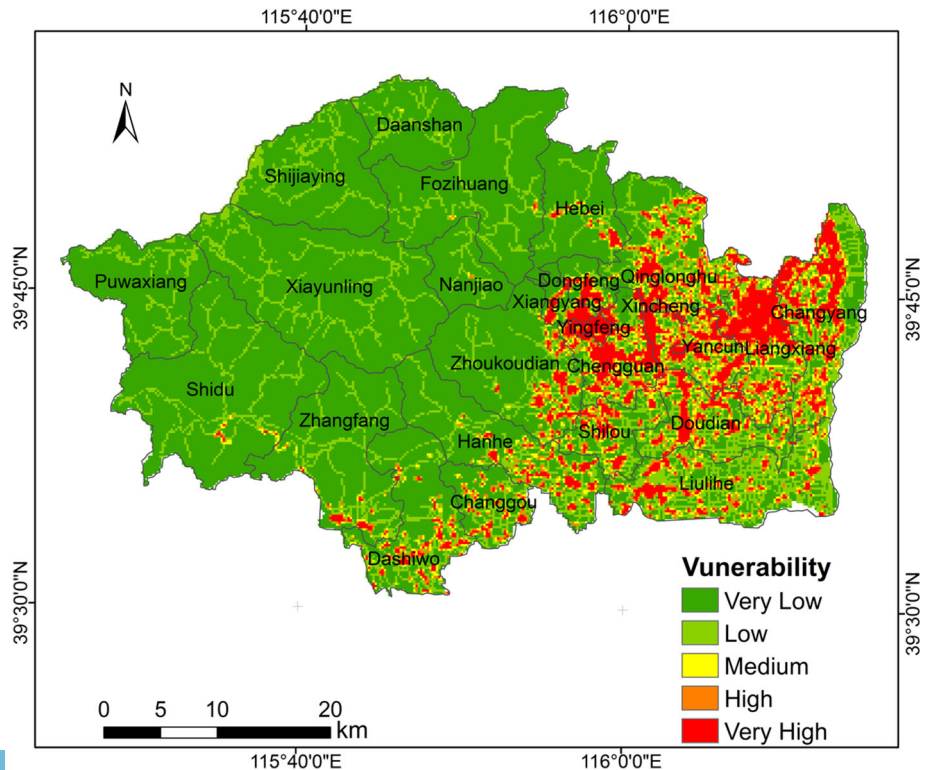 115°40'0"E 116°0'0"E
N
Daanshan
Shijiaying
Fozihuang
Hebei
39°45'0"N
39°45'0"N
Puwaxiang
Xiayunling
Nanjiao
Dongfeng
Qinglonghu
Xiangyang
Xincheng
Changyang
Yingfeng
Yancun
Liangxiang
Zhoukoudian
Chengguan
Shidu
Zhangfang
Hanhe
Shilou
Doudian
Liulihe
Changgou
Dashiwo
39°30'0"N
39°30'0"N
Vunerability
Very Low
Low
Medium
High
Very High
0 5 10 20
km
115°40'0"E 116°0'0"E